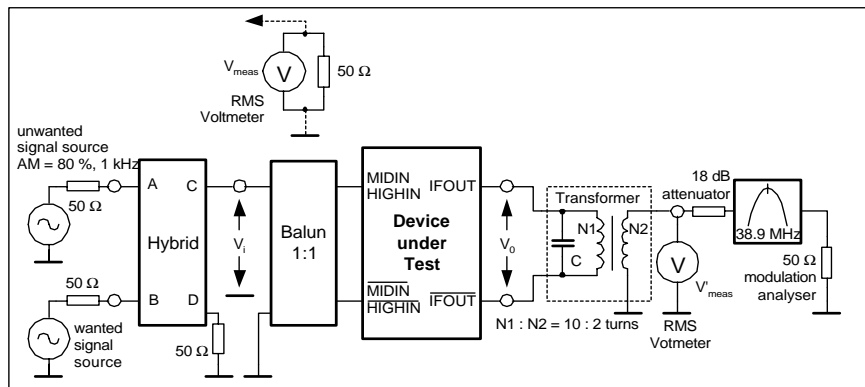 V
Vmeas
50 Ω
RMS
Voltmeter
unwanted
signal source
AM = 80 %, 1 kHz
50 Ω
A
C
Hybrid
B
D
50 Ω
wanted
signal
source
50 Ω
Vi
Balun
1:1
MIDIN
HIGHIN
IFOUT
Device
under
Test
MIDIN
HIGHIN
IFOUT
Vo
Transformer
N1
N2
C
N1 : N2 = 10 : 2 turns
18 dB
attenuator
38.9 MHz
V
V'meas
RMS
Votmeter
50 Ω
modulation
analyser